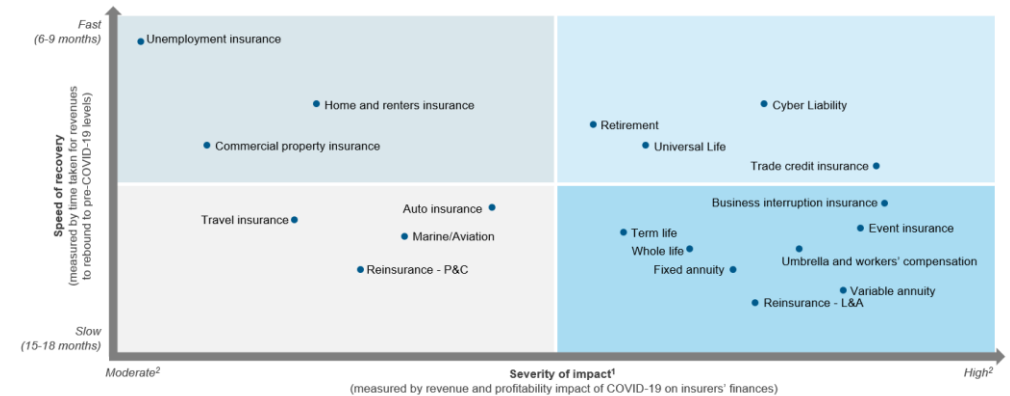 Fast
(6-9 months)
Unemployment insurance
Home and renters insurance
Cyber Liability
Retirement
Commercial property insurance
Universal Life
Trade credit insurance
Speed of recovery
(measured by time taken for revenues
to rebound to pre-COVID-19 levels)
Business interruption insurance
Auto insurance
Travel insurance
Event insurance
Term life
Marine/Aviation
Whole life
Umbrella and workers' compensation
Reinsurance - P&C
Fixed annuity
Variable annuity
Reinsurance - L&A
Slow
(15-18 months)
Moderate²
Severity of impact¹
High²
(measured by revenue and profitability impact of COVID-19 on insurers' finances)